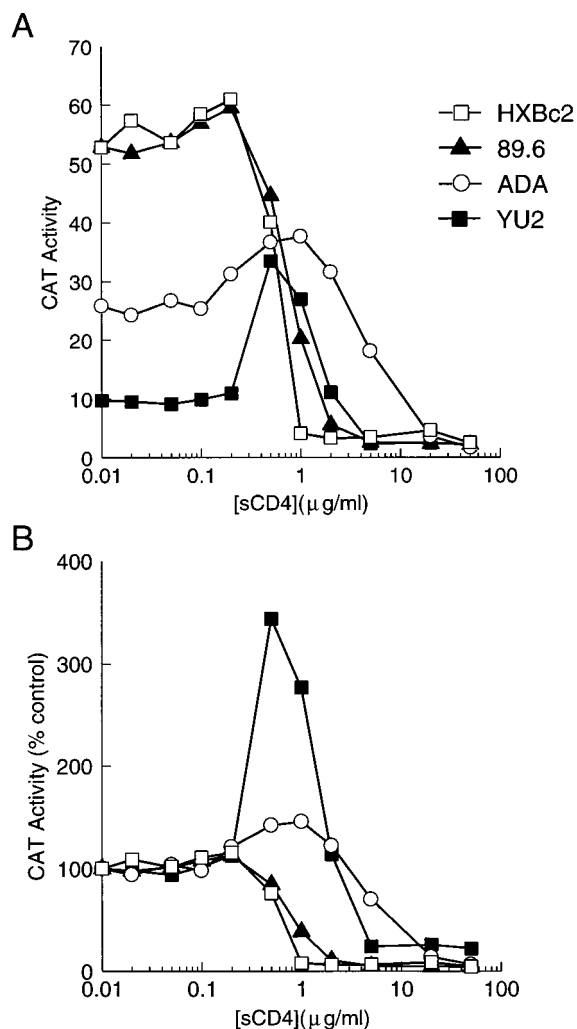 A
70
60
50
40
30
20
10
0
CAT Activity
0.01 0.1 1 10 100
[sCD4](μg/ml)
HXBc2
89.6
ADA
YU2
B
400
300
200
100
0
CAT Activity (% control)
0.01 0.1 1 10 100
[sCD4](μg/ml)